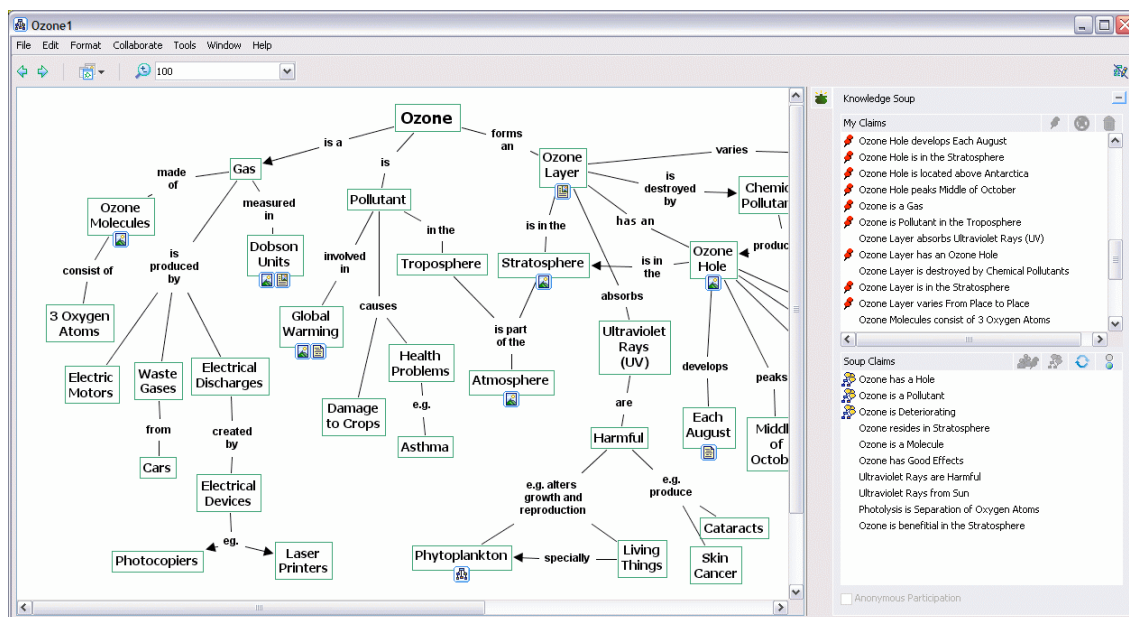 Ozone1
File Edit Format Collaborate Tools Window Help
100
Ozone
is a
is
forms
an
Gas
made
of
Ozone
Molecules
consist of
3 Oxygen
Atoms
is
produced
by
measured
in
Dobson
Units
Electric
Motors
Waste
Gases
from
Cars
Electrical
Discharges
created
by
Electrical
Devices
eg.
Photocopiers
Laser
Printers
Pollutant
involved
in
Global
Warming
causes
Damage
to Crops
Health
Problems
e.g.
Asthma
in the
Troposphere
is part
of the
Atmosphere
Ozone
Layer
is in the
Stratosphere
absorbs
Ultraviolet
Rays
(UV)
are
Harmful
e.g. alters
growth and
reproduction
Phytoplankton
specially
Living
Things
e.g.
produce
Cataracts
Skin
Cancer
varies
is
destroyed
by
Chemic
Pollutan
produc
has an
Ozone
Hole
is in
the
develops
Each
August
peaks
Middl
of
Octob
Knowledge Soup
My Claims
Ozone Hole develops Each August
Ozone Hole is in the Stratosphere
Ozone Hole is located above Antarctica
Ozone Hole peaks Middle of October
Ozone is a Gas
Ozone is Pollutant in the Troposphere
Ozone Layer absorbs Ultraviolet Rays (UV)
Ozone Layer has an Ozone Hole
Ozone Layer is destroyed by Chemical Pollutants
Ozone Layer is in the Stratosphere
Ozone Layer varies From Place to Place
Ozone Molecules consist of 3 Oxygen Atoms
Soup Claims
Ozone has a Hole
Ozone is a Pollutant
Ozone is Deteriorating
Ozone resides in Stratosphere
Ozone is a Molecule
Ozone has Good Effects
Ultraviolet Rays are Harmful
Ultraviolet Rays from Sun
Photolysis is Separation of Oxygen Atoms
Ozone is benefitial in the Stratosphere
Anonymous Participation